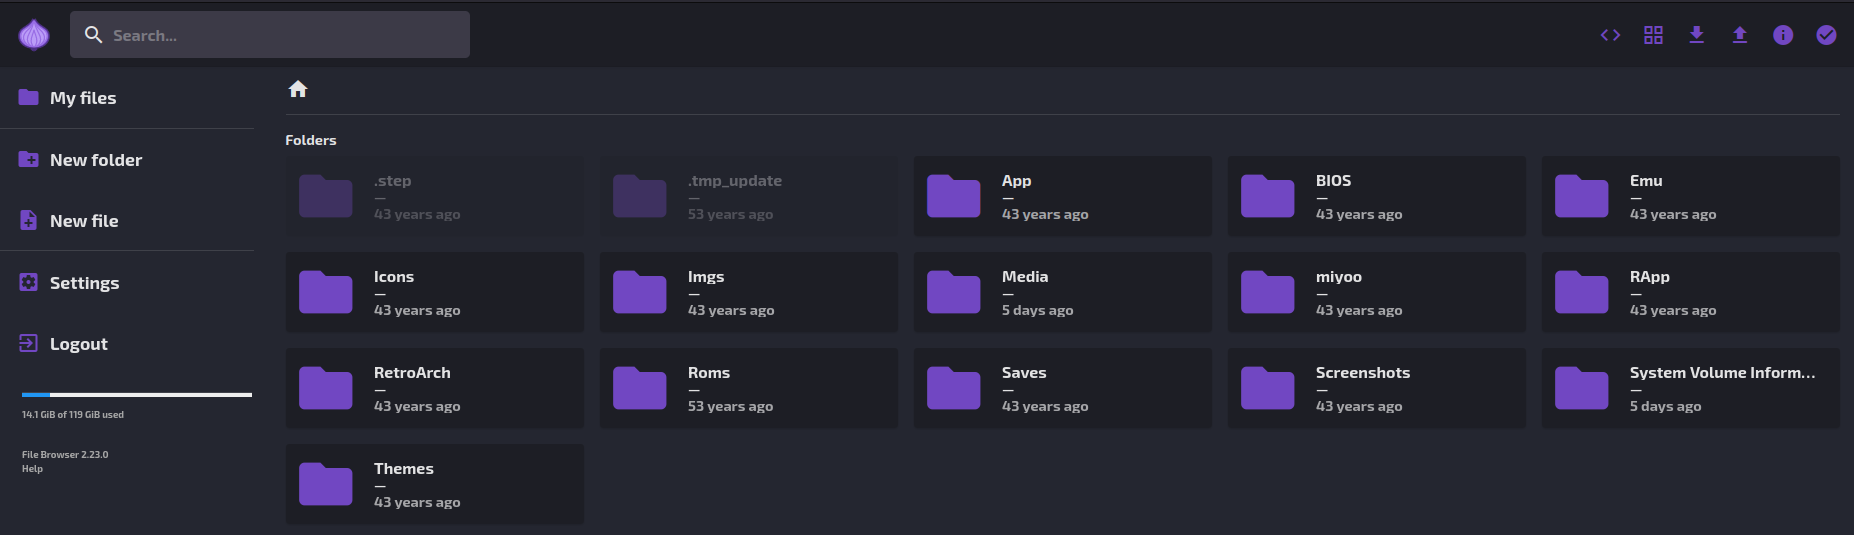 Search...
My files
New folder
New file
Settings
Logout
14.1 GiB of 119 GiB used
File Browser 2.23.0
Help
Folders
.step
—
43 years ago
.tmp_update
—
53 years ago
App
—
43 years ago
BIOS
—
43 years ago
Emu
—
43 years ago
Icons
—
43 years ago
Imgs
—
43 years ago
Media
—
5 days ago
miyoo
—
43 years ago
RApp
—
43 years ago
RetroArch
—
43 years ago
Roms
—
53 years ago
Saves
—
43 years ago
Screenshots
—
43 years ago
System Volume Inform...
—
5 days ago
Themes
—
43 years ago